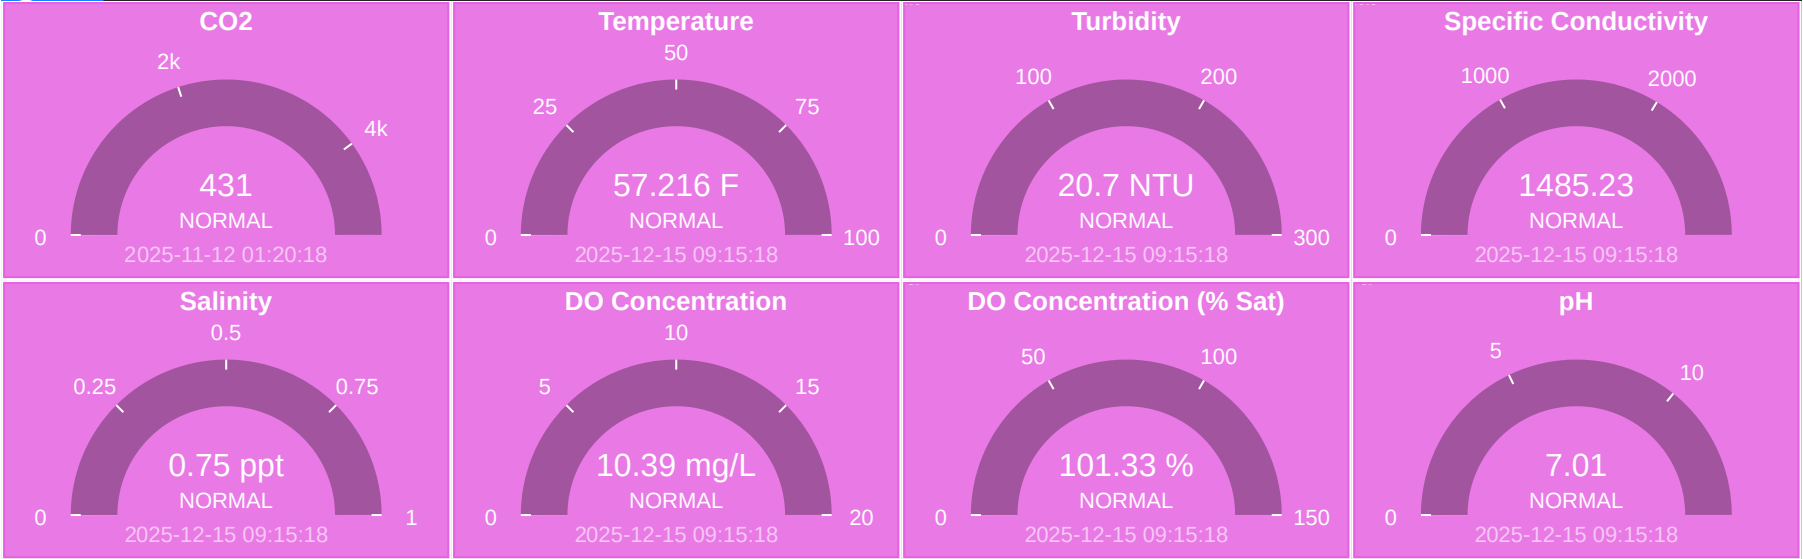 CO2
2k
4k
0
431
NORMAL
2025-11-12 01:20:18
Temperature
50
25
75
0
100
57.216 F
NORMAL
2025-12-15 09:15:18
Turbidity
100
200
0
300
20.7 NTU
NORMAL
2025-12-15 09:15:18
Specific Conductivity
1000
2000
0
1485.23
NORMAL
2025-12-15 09:15:18
Salinity
0.5
0.25
0.75
0
1
0.75 ppt
NORMAL
2025-12-15 09:15:18
DO Concentration
10
5
15
0
20
10.39 mg/L
NORMAL
2025-12-15 09:15:18
DO Concentration (% Sat)
50
100
0
150
101.33 %
NORMAL
2025-12-15 09:15:18
pH
5
10
0
7.01
NORMAL
2025-12-15 09:15:18